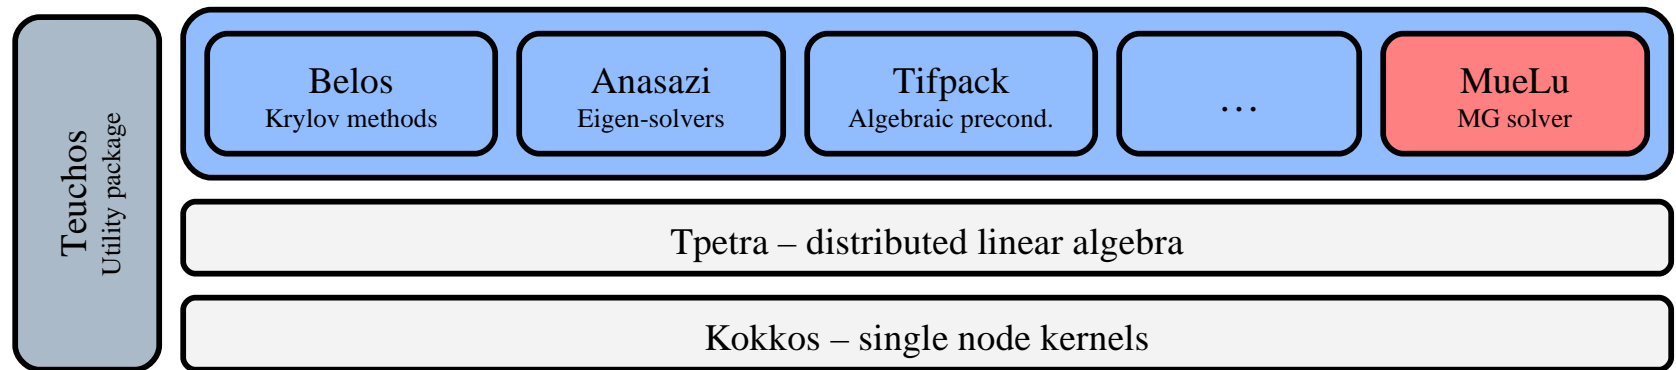 Teuchos
Utility package
Belos
Krylov methods
Anasazi
Eigen-solvers
Tifpack
Algebraic precond.
…
MueLu
MG solver
Tpetra – distributed linear algebra
Kokkos – single node kernels